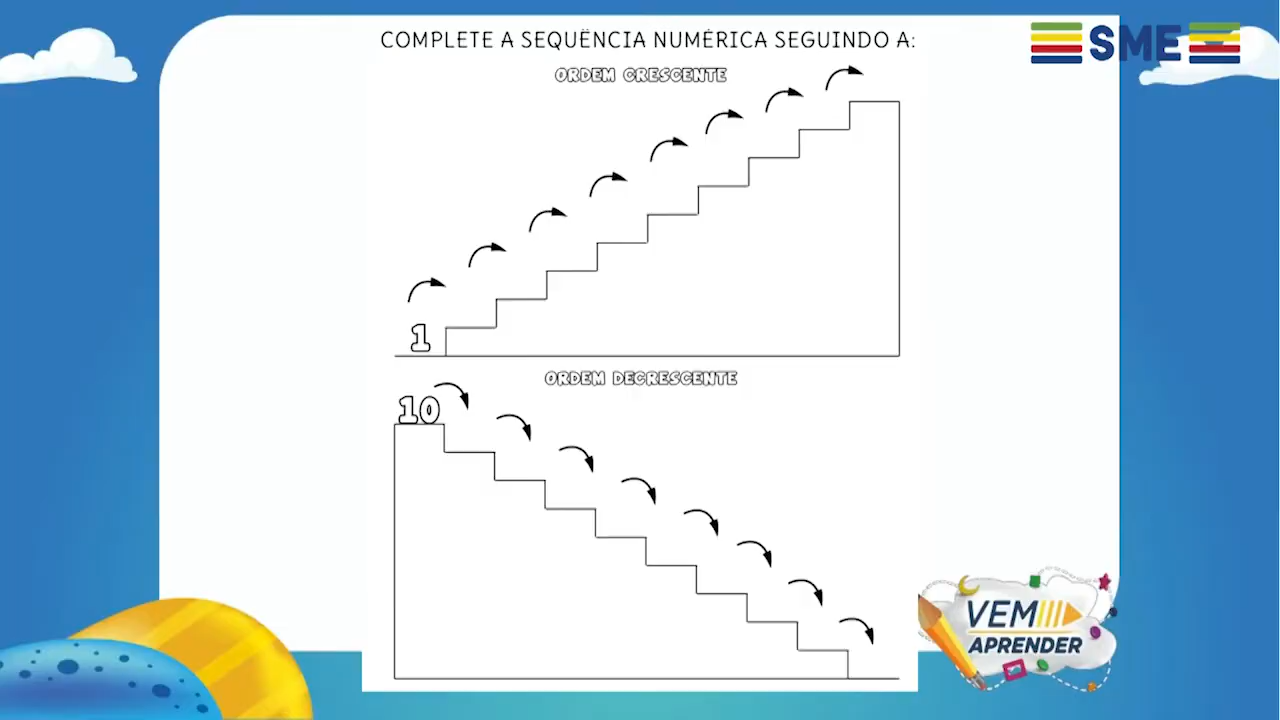 COMPLETE A SEQUÊNCIA NUMÉRICA SEGUINDO A:
SME
ORDEM CRESCENTE
1
ORDEM DECRESCENTE
10
VEM
APRENDER